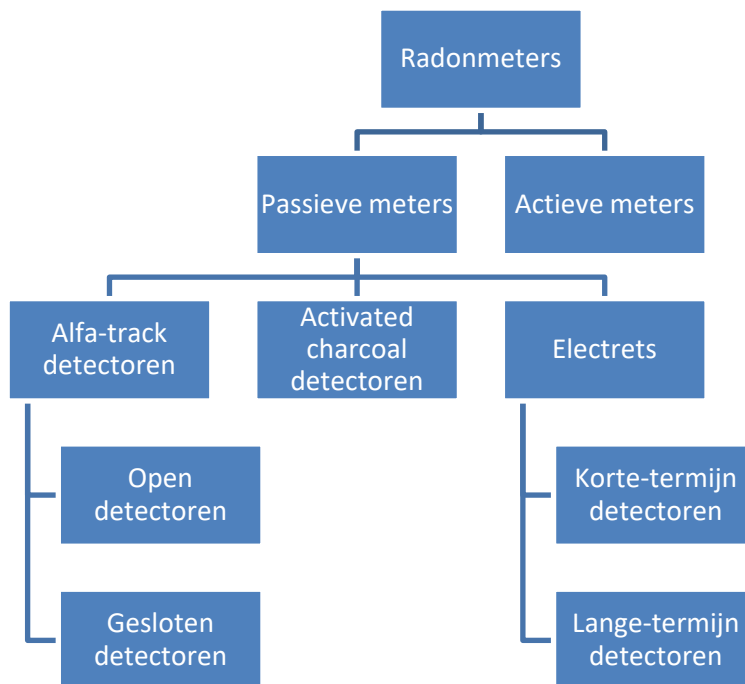 Radonmeters
Passieve meters
Actieve meters
Alfa-track
detectoren
Activated
charcoal
detectoren
Electrets
Open
detectoren
Korte-termijn
detectoren
Gesloten
detectoren
Lange-termijn
detectoren